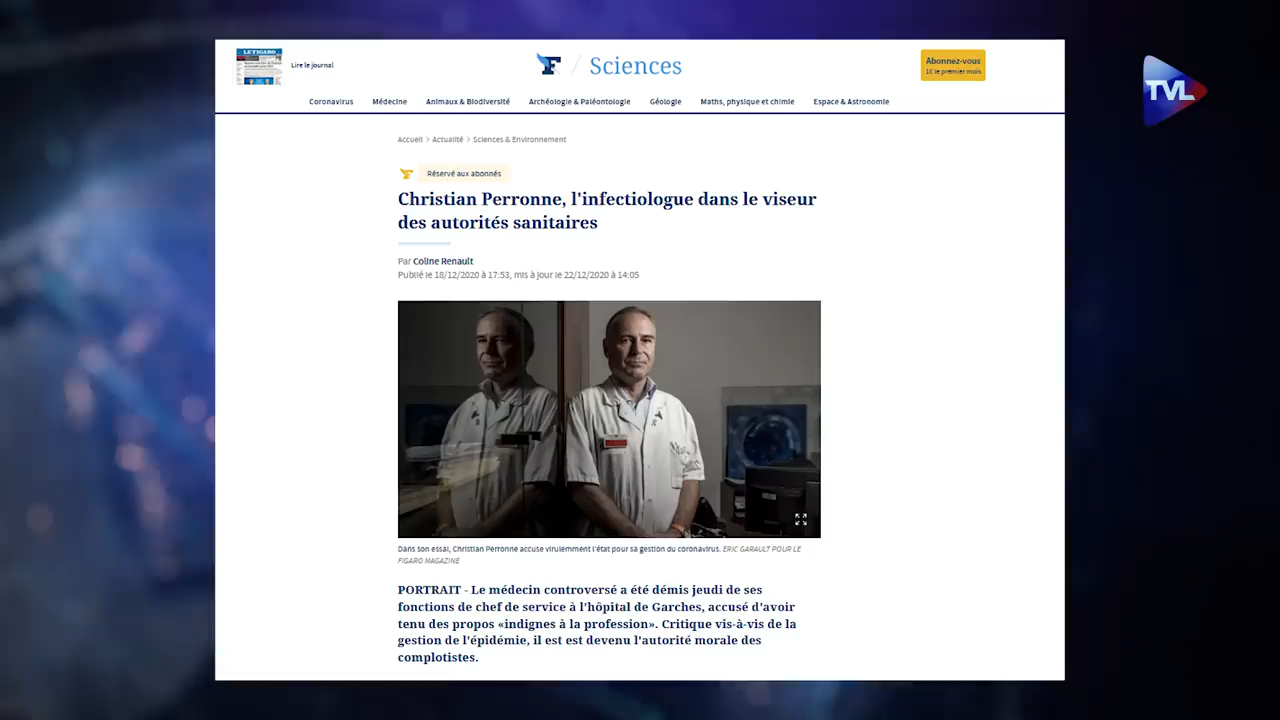 LE FIGARO
Lire le journal
F / Sciences
Abonnez-vous
1€ le premier mois
TVL
Coronavirus Médecine Animaux & Biodiversité Archéologie & Paléontologie Géologie Maths, physique et chimie Espace & Astronomie
Accueil > Actualité > Sciences & Environnement
Réservé aux abonnés
Christian Perronne, l'infectiologue dans le viseur
des autorités sanitaires
Par Coline Renault
Publié le 18/12/2020 à 17:53, mis à jour le 22/12/2020 à 14:05
Dans son essai, Christian Perronne accuse virulemment l'état pour sa gestion du coronavirus. ERIC GARAULT POUR LE
FIGARO MAGAZINE
PORTRAIT - Le médecin controversé a été démis jeudi de ses
fonctions de chef de service à l'hôpital de Garches, accusé d'avoir
tenu des propos «indignes à la profession». Critique vis-à-vis de la
gestion de l'épidémie, il est est devenu l'autorité morale des
complotistes.